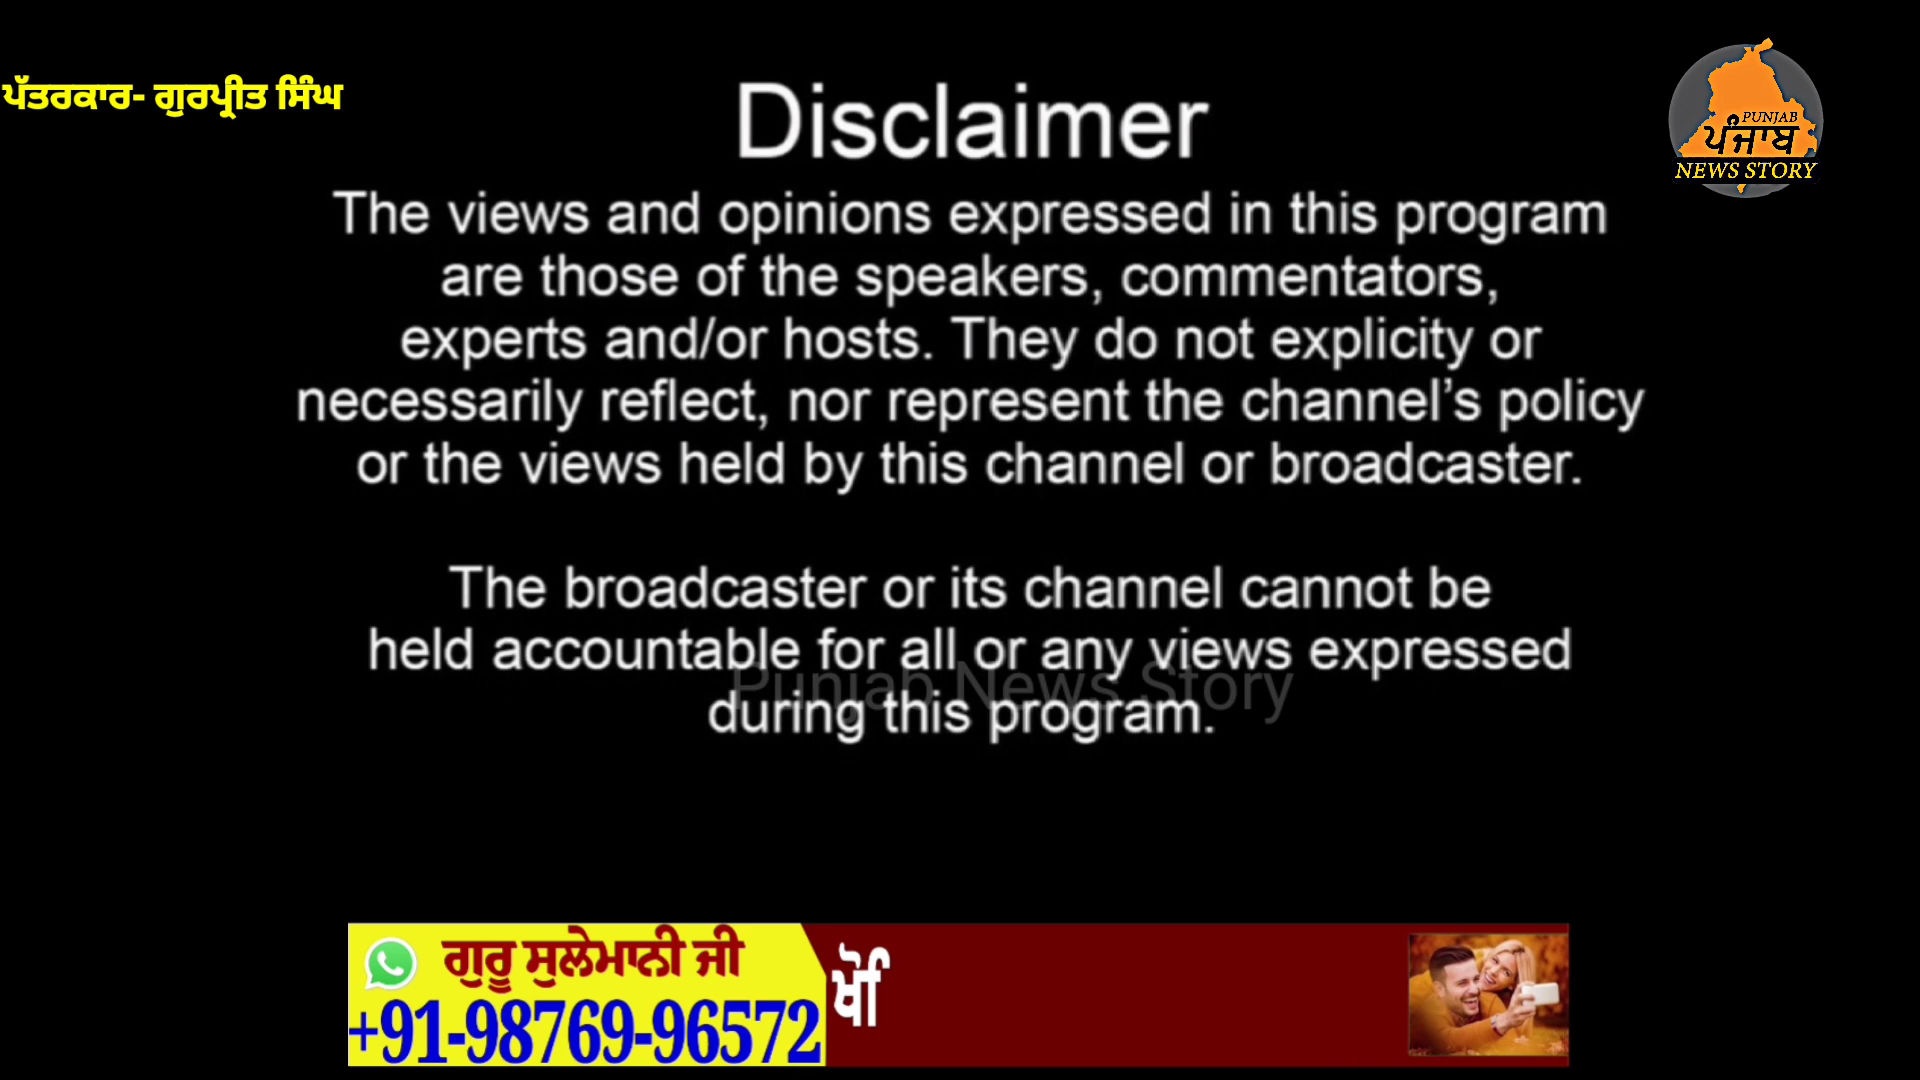 ਪੱਤਰਕਾਰ- ਗੁਰਪ੍ਰੀਤ ਸਿੰਘ
PUNJAB
ਪੰਜਾਬ
NEWS STORY
Disclaimer
The views and opinions expressed in this program
are those of the speakers, commentators,
experts and/or hosts. They do not explicity or
necessarily reflect, nor represent the channel’s policy
or the views held by this channel or broadcaster.
The broadcaster or its channel cannot be
held accountable for all or any views expressed
Punjab News Story
during this program.
ਗੁਰੂ ਸੁਲੇਮਾਨੀ ਜੀ
+91-98769-96572